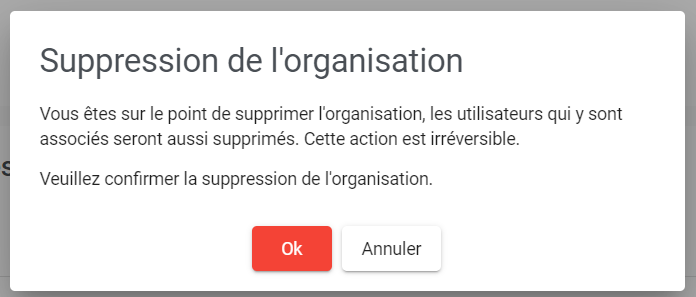 Suppression de l'organisation
Vous êtes sur le point de supprimer l'organisation, les utilisateurs qui y sont
associés seront aussi supprimés. Cette action est irréversible.
Veuillez confirmer la suppression de l'organisation.
Ok
Annuler